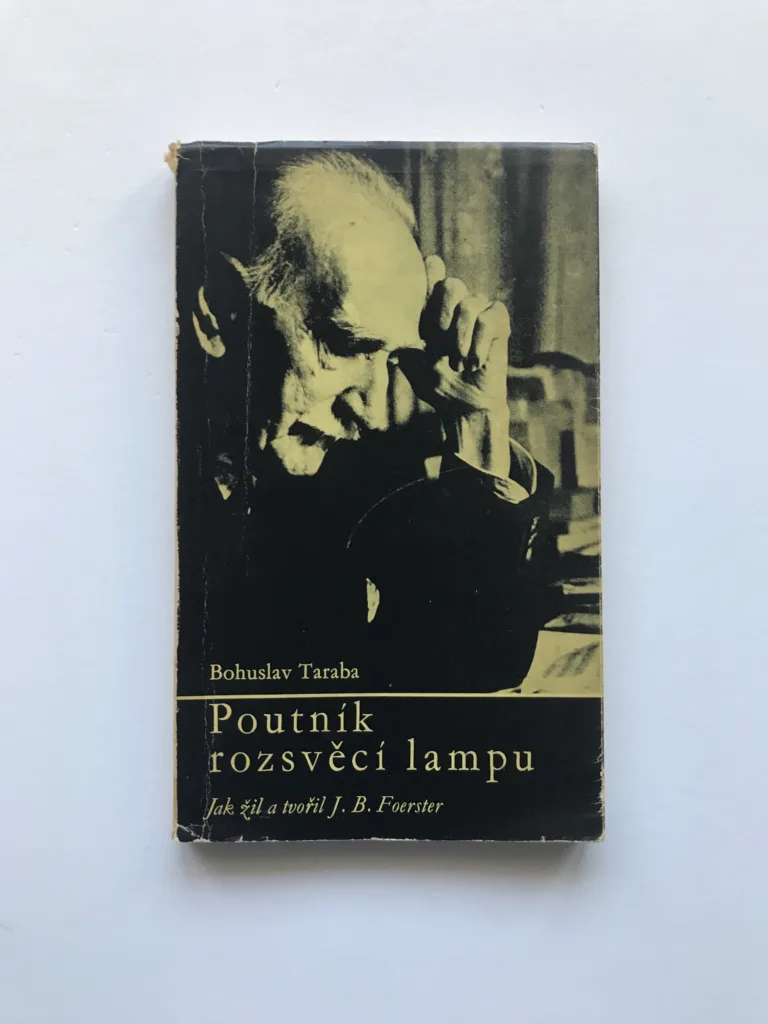 Bohuslav Taraba
Poutník
rozsvěcí lampu
Jak žil a tvořil J. B. Foerster